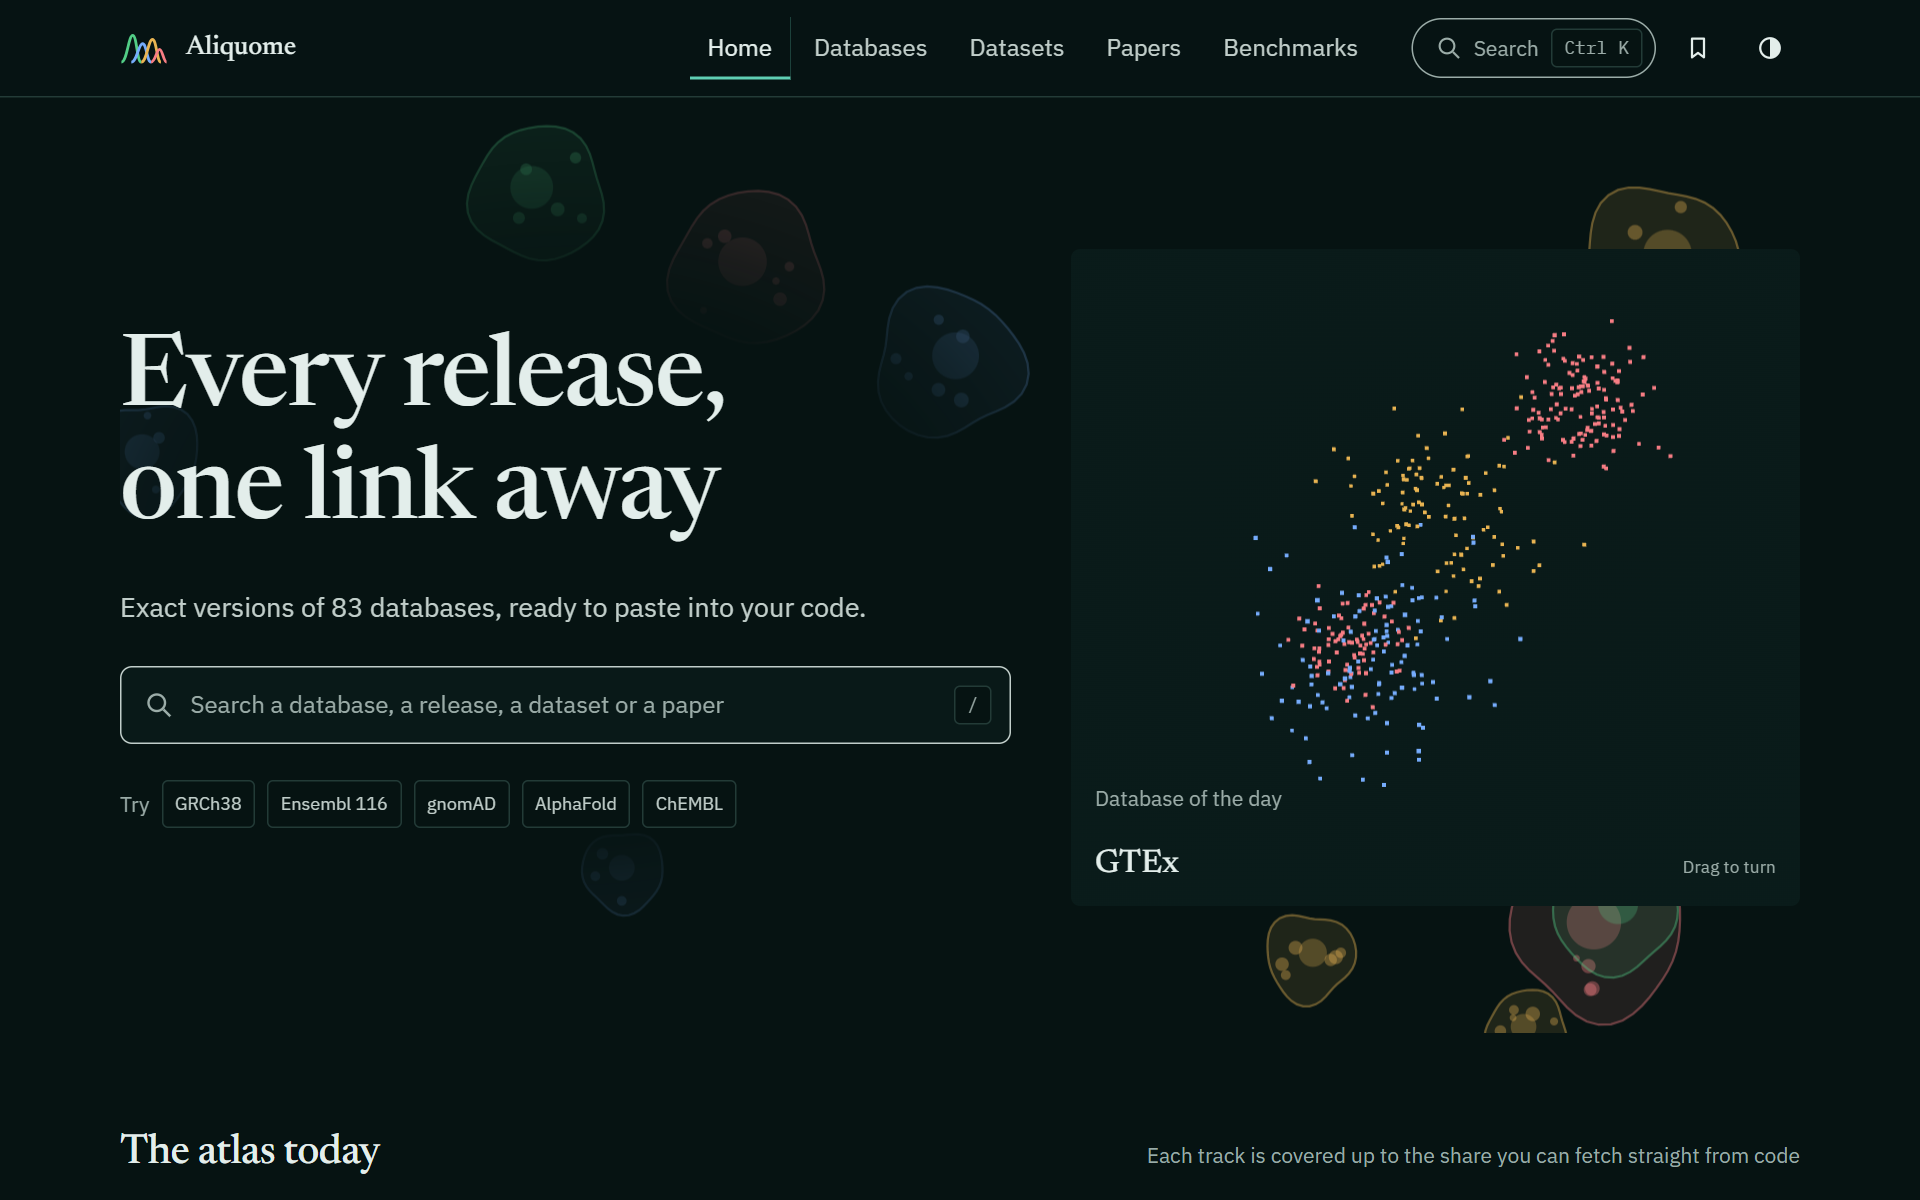 Aliquome
Home
Databases
Datasets
Papers
Benchmarks
Search
Ctrl K
Every release,
one link away
Exact versions of 83 databases, ready to paste into your code.
Search a database, a release, a dataset or a paper
/
Try
GRCh38
Ensembl 116
gnomAD
AlphaFold
ChEMBL
Database of the day
GTEx
Drag to turn
The atlas today
Each track is covered up to the share you can fetch straight from code